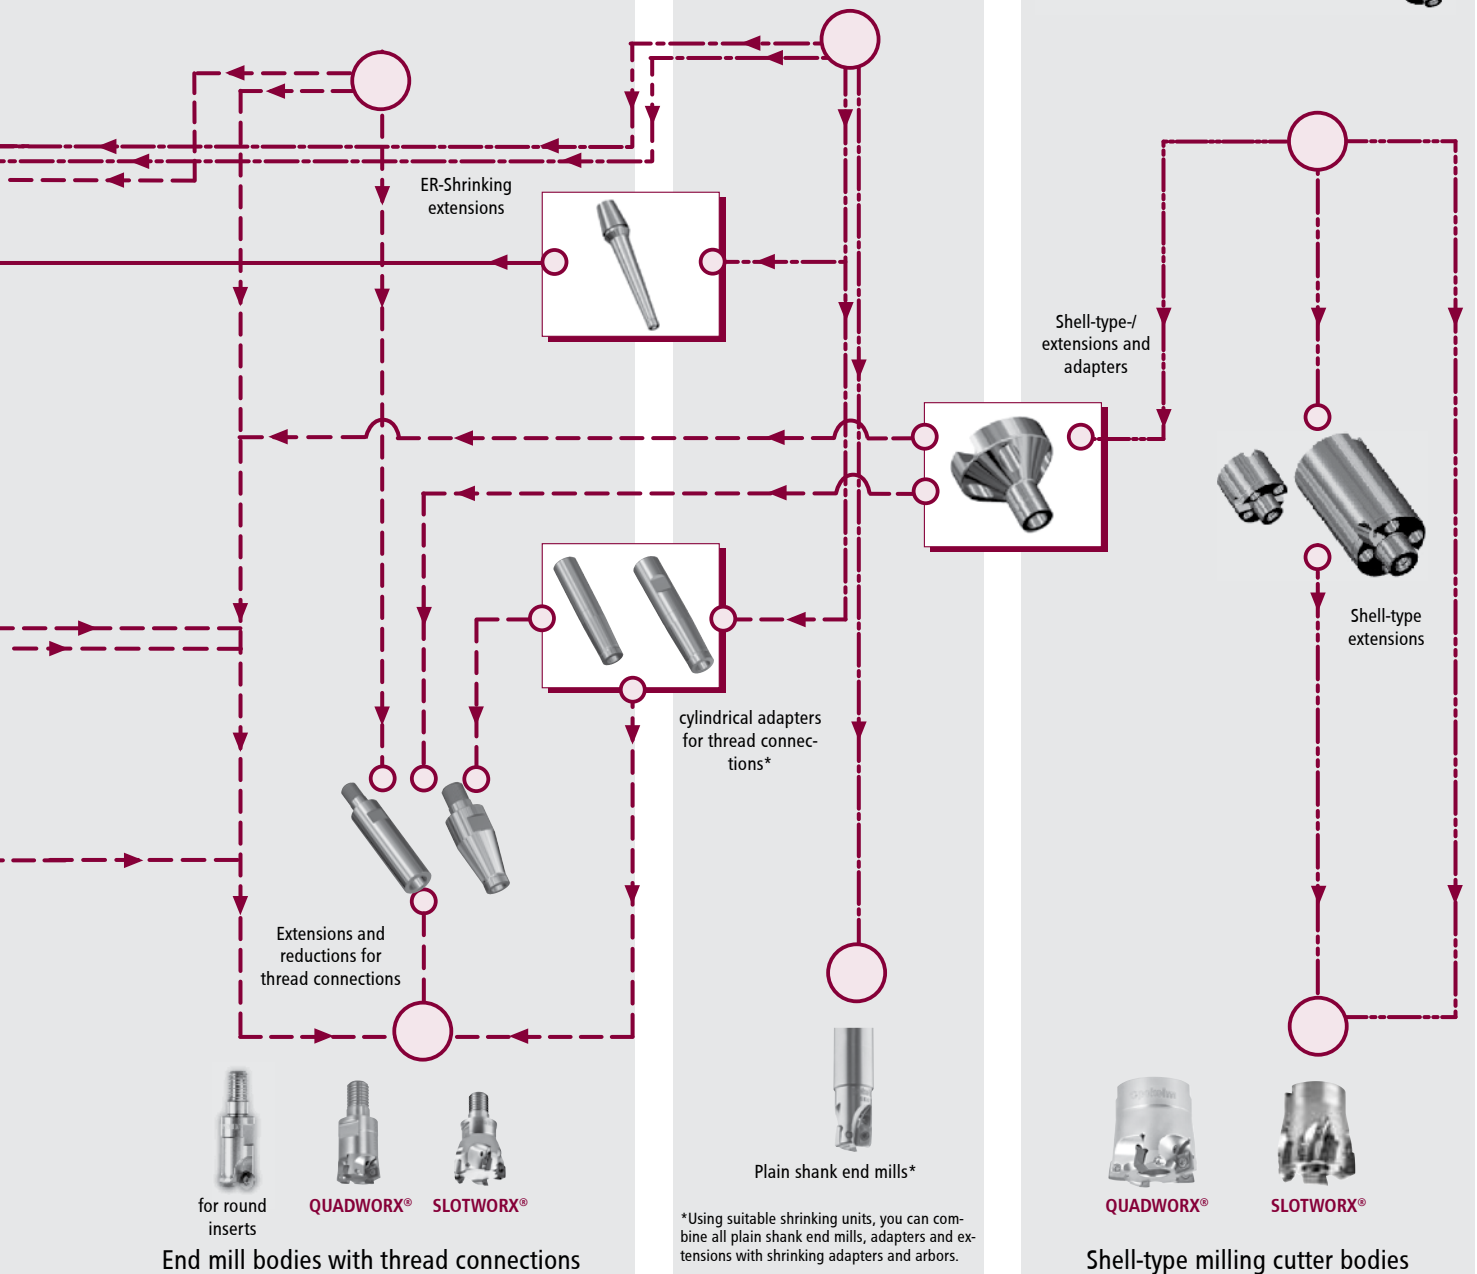 ER-Shrinking
extensions
Shell-type-/
extensions and
adapters
Shell-type
extensions
cylindrical adapters
for thread connec-
tions*
Extensions and
reductions for
thread connections
Plain shank end mills*
for round
inserts
QUADWORX®
SLOTWORX®
QUADWORX®
SLOTWORX®
*Using suitable shrinking units, you can com-
bine all plain shank end mills, adapters and ex-
tensions with shrinking adapters and arbors.
End mill bodies with thread connections
Shell-type milling cutter bodies